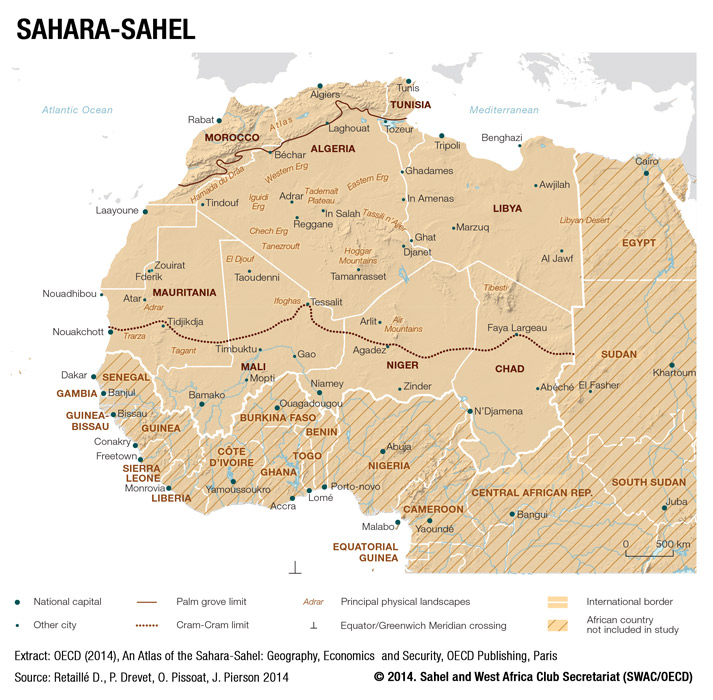 SAHARA-SAHEL
Atlantic Ocean
Mediterranean
Algiers
Tunis
TUNISIA
Rabat
Atlas
MOROCCO
Laghouat
Tozeur
Tripoli
Benghazi
ALGERIA
Béchar
Cairo
Hamada du Drâa
Western Erg
Eastern Erg
Ghadames
Awjilah
Tindouf
Iguidi
Erg
Adrar
Tademalt
Plateau
In Salah
In Amenas
Laayoune
Reggane
Tassili n'Ajjer
LIBYA
Libyan Desert
Chech Erg
Marzuq
Tanezrouft
Ghat
Djanet
EGYPT
El Djouf
Hoggar
Mountains
Al Jawf
Zouirat
Fderik
Taoudenni
Tamanrasset
Nouadhibou
Atar
MAURITANIA
Adrar
Ifoghas
Tessalit
Tibesti
Nouakchott
Tidjikdja
Trarza
Arlit
Air
Mountains
Faya Largeau
Tagant
Timbuktu
Gao
Agadez
SUDAN
MALI
NIGER
CHAD
Khartoum
Dakar
SENEGAL
Mopti
Niamey
Zinder
Abéché
El Fasher
GAMBIA
Banjul
Bamako
Ouagadougou
N'Djamena
GUINEA-
BISSAU
Bissau
GUINEA
BURKINA FASO
BENIN
Conakry
Freetown
CÔTE
D'IVOIRE
TOGO
Abuja
NIGERIA
SIERRA
LEONE
GHANA
Monrovia
LIBERIA
Yamoussoukro
Porto-novo
Lomé
Accra
CENTRAL AFRICAN REP.
SOUTH SUDAN
CAMEROON
Juba
Malabo
Yaoundé
Bangui
EQUATORIAL
GUINEA
0 500 km
National capital
Palm grove limit
Adrar
Principal physical landscapes
International border
Other city
Cram-Cram limit
Equator/Greenwich Meridian crossing
African country
not included in study
Extract: OECD (2014), An Atlas of the Sahara-Sahel: Geography, Economics and Security, OECD Publishing, Paris
Source: Retaillé D., P. Drevet, O. Pissoat, J. Pierson 2014
© 2014. Sahel and West Africa Club Secretariat (SWAC/OECD)